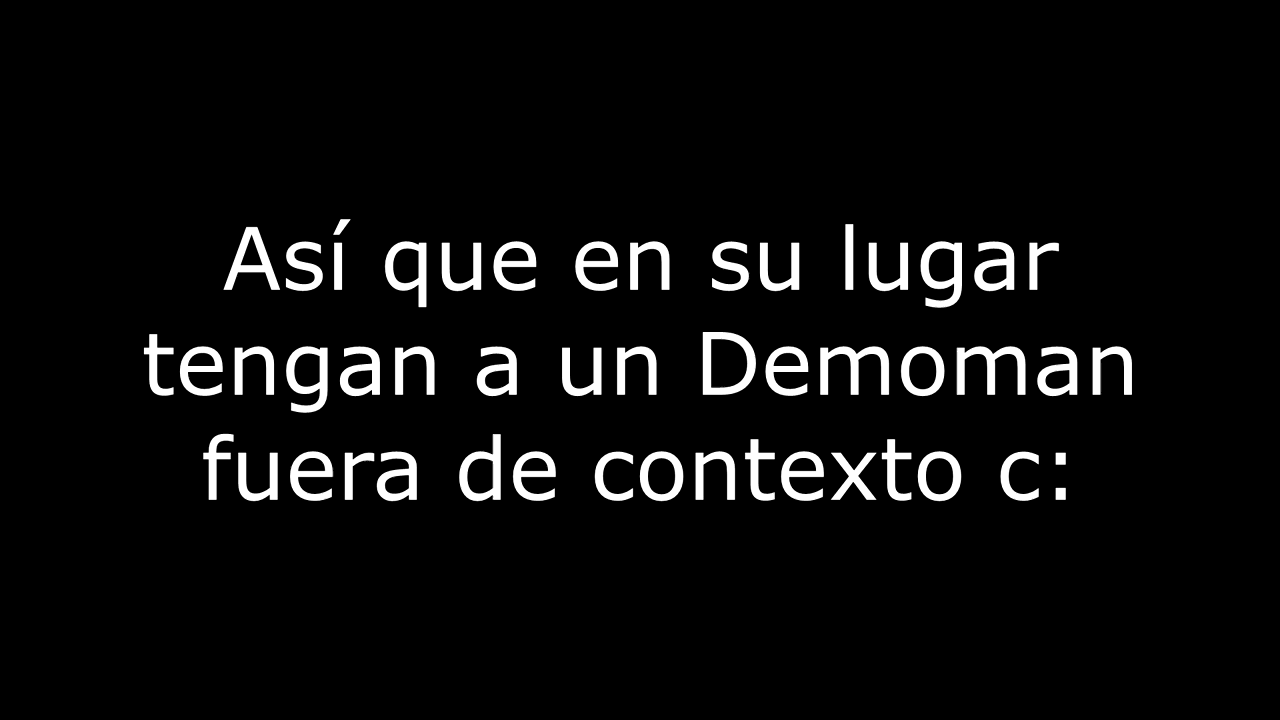 Así que en su lugar
tengan a un Demoman
fuera de contexto c: